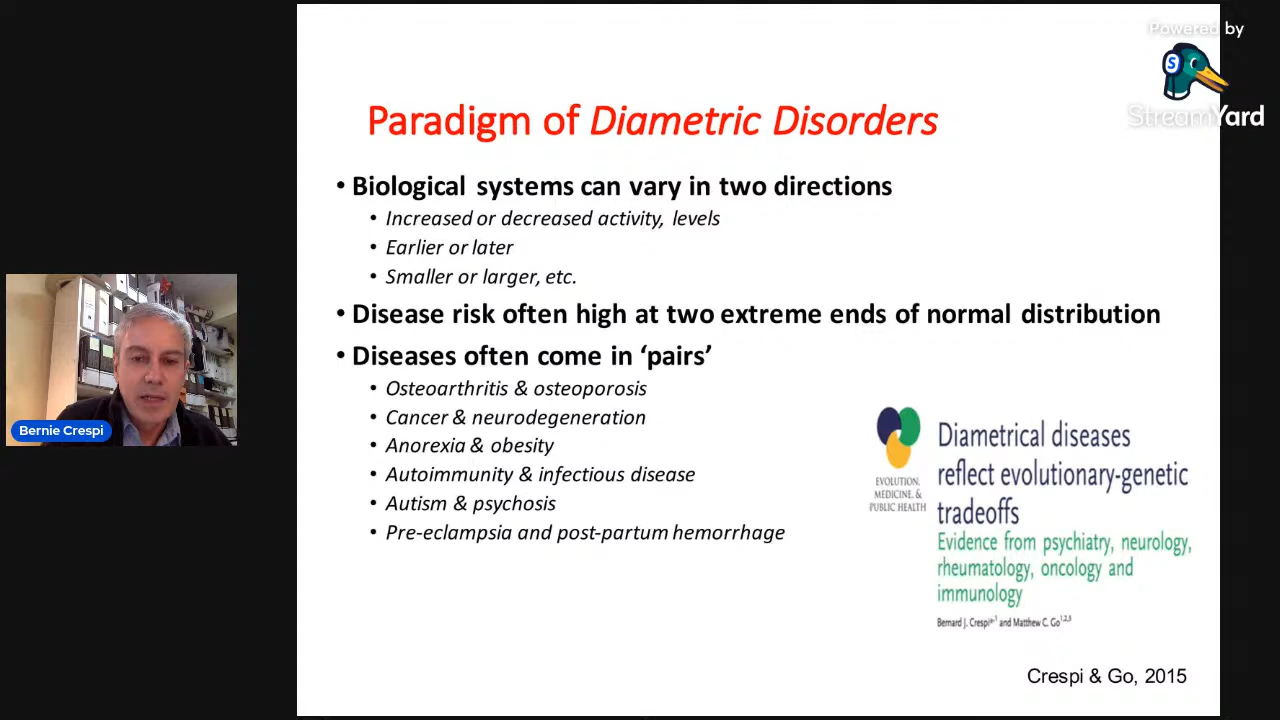 Powered by
S
StreamYard
Paradigm of Diametric Disorders
• Biological systems can vary in two directions
• Increased or decreased activity, levels
• Earlier or later
• Smaller or larger, etc.
• Disease risk often high at two extreme ends of normal distribution
• Diseases often come in ‘pairs’
• Osteoarthritis & osteoporosis
• Cancer & neurodegeneration
• Anorexia & obesity
• Autoimmunity & infectious disease
• Autism & psychosis
• Pre-eclampsia and post-partum hemorrhage
Bernie Crespi
EVOLUTION,
MEDICINE, &
PUBLIC HEALTH
Diametrical diseases
reflect evolutionary-genetic
tradeoffs
Evidence from psychiatry, neurology,
rheumatology, oncology and
immunology
Bernard J. Crespi*,1 and Matthew C. Go1,2,3
Crespi & Go, 2015